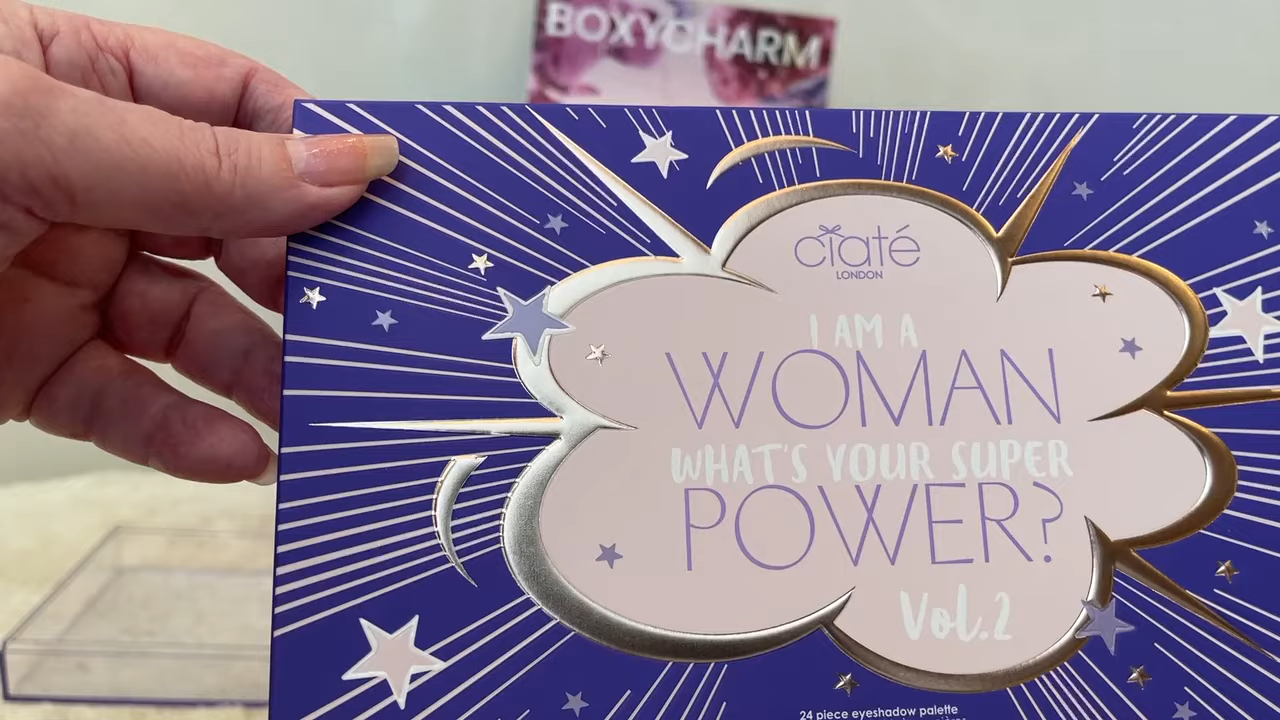 BOXYCHARM
ciaté
LONDON
I AM A
WOMAN
WHAT'S YOUR SUPER
POWER?
Vol.2
24 piece eyeshadow palette